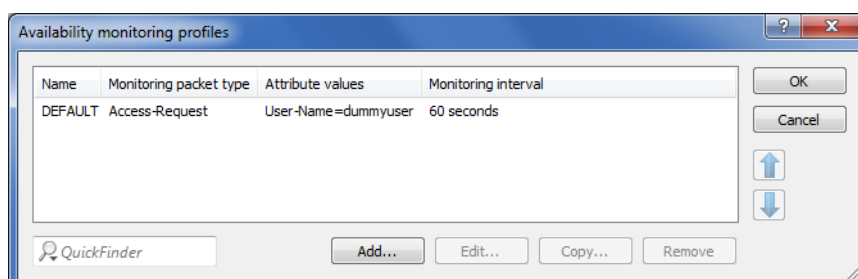 Availability monitoring profiles
?
Name Monitoring packet type Attribute values Monitoring interval
DEFAULT Access-Request User-Name=dummyuser 60 seconds
OK
Cancel
QuickFinder
Add...
Edit...
Copy...
Remove